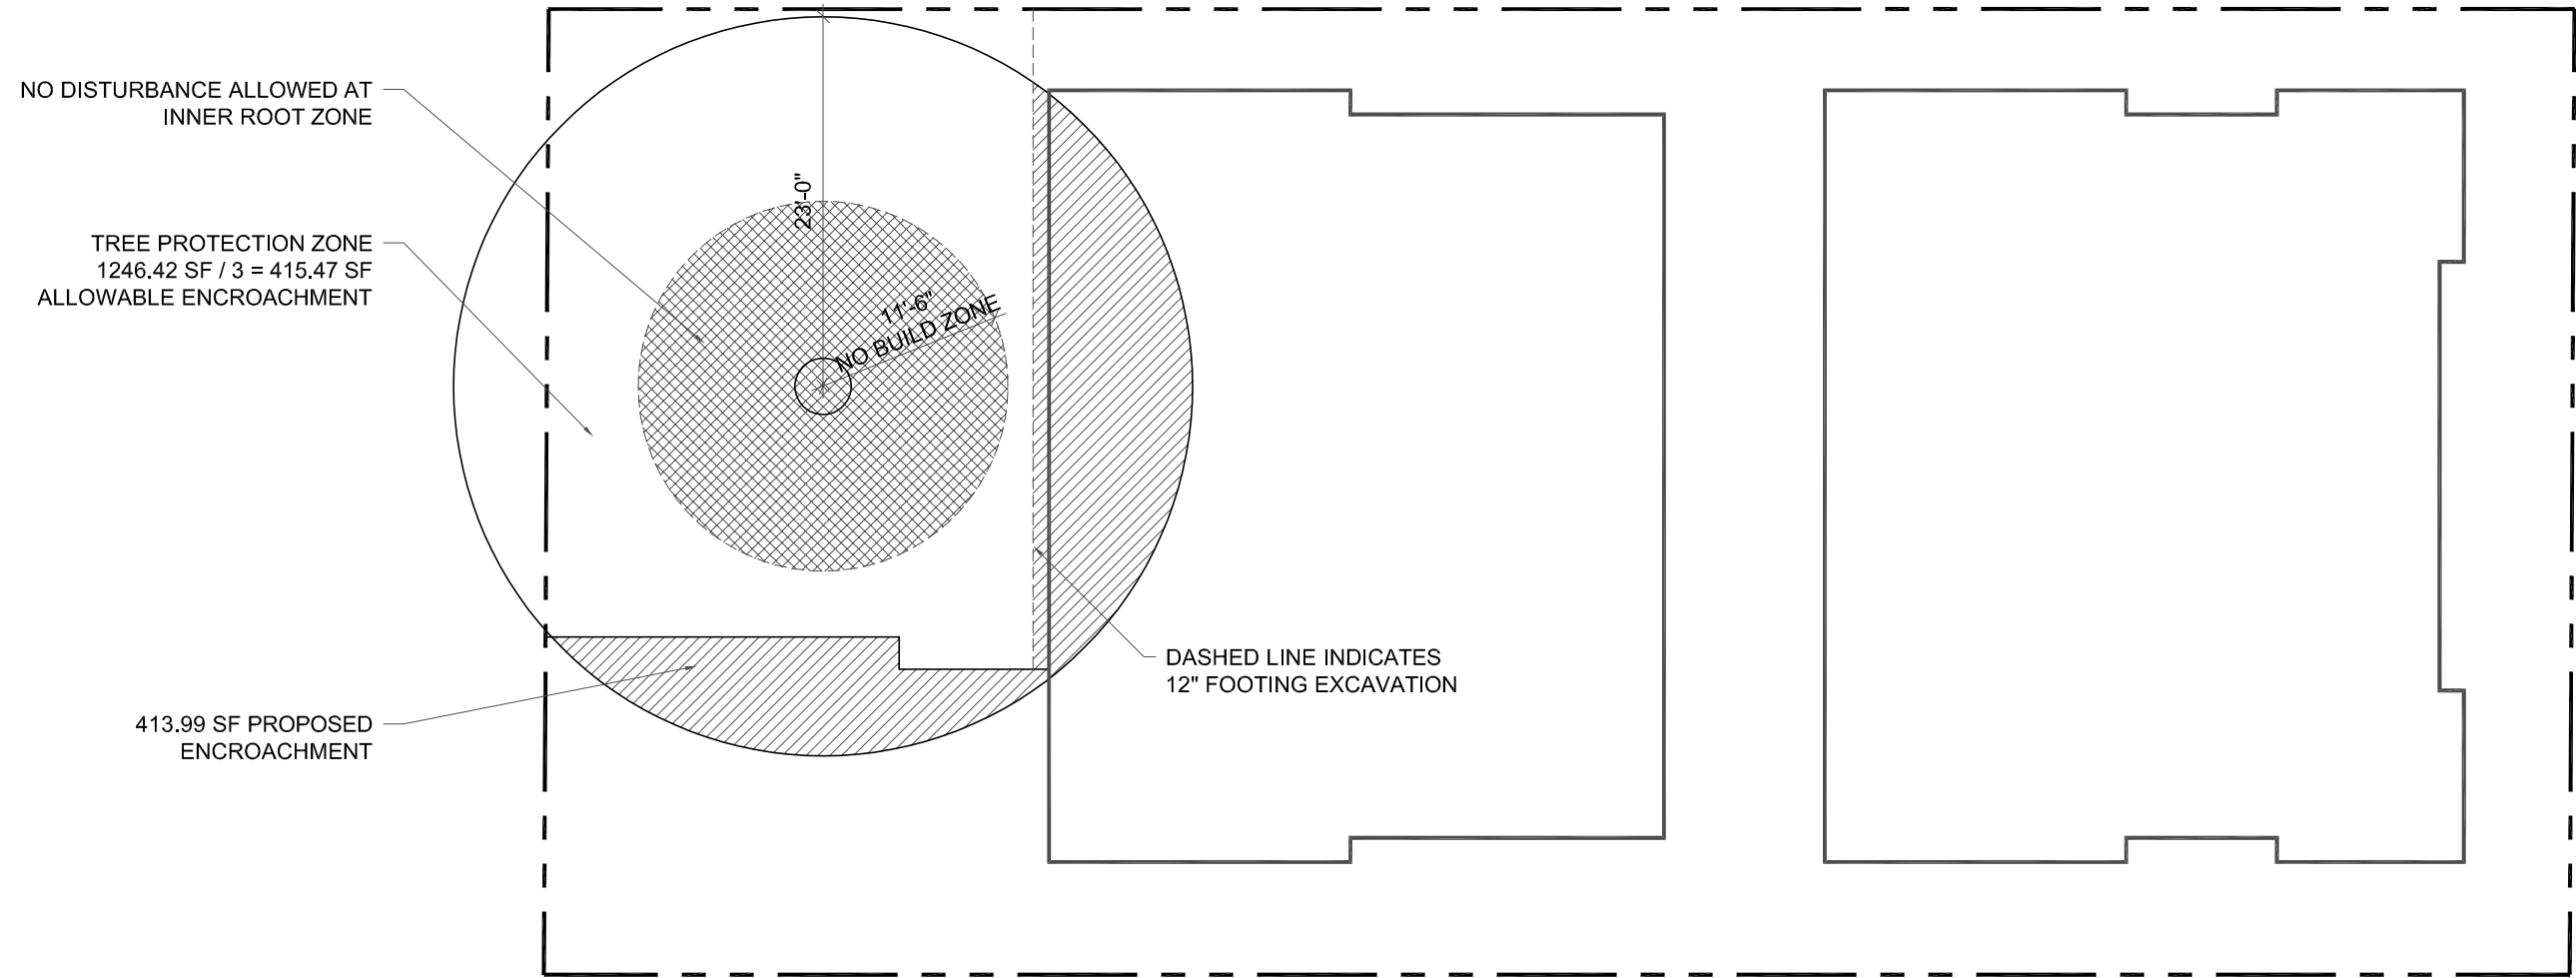 NO DISTURBANCE ALLOWED AT
INNER ROOT ZONE
23'-0"
TREE PROTECTION ZONE
1246.42 SF / 3 = 415.47 SF
ALLOWABLE ENCROACHMENT
11'-6"
NO BUILD ZONE
DASHED LINE INDICATES
12" FOOTING EXCAVATION
413.99 SF PROPOSED
ENCROACHMENT